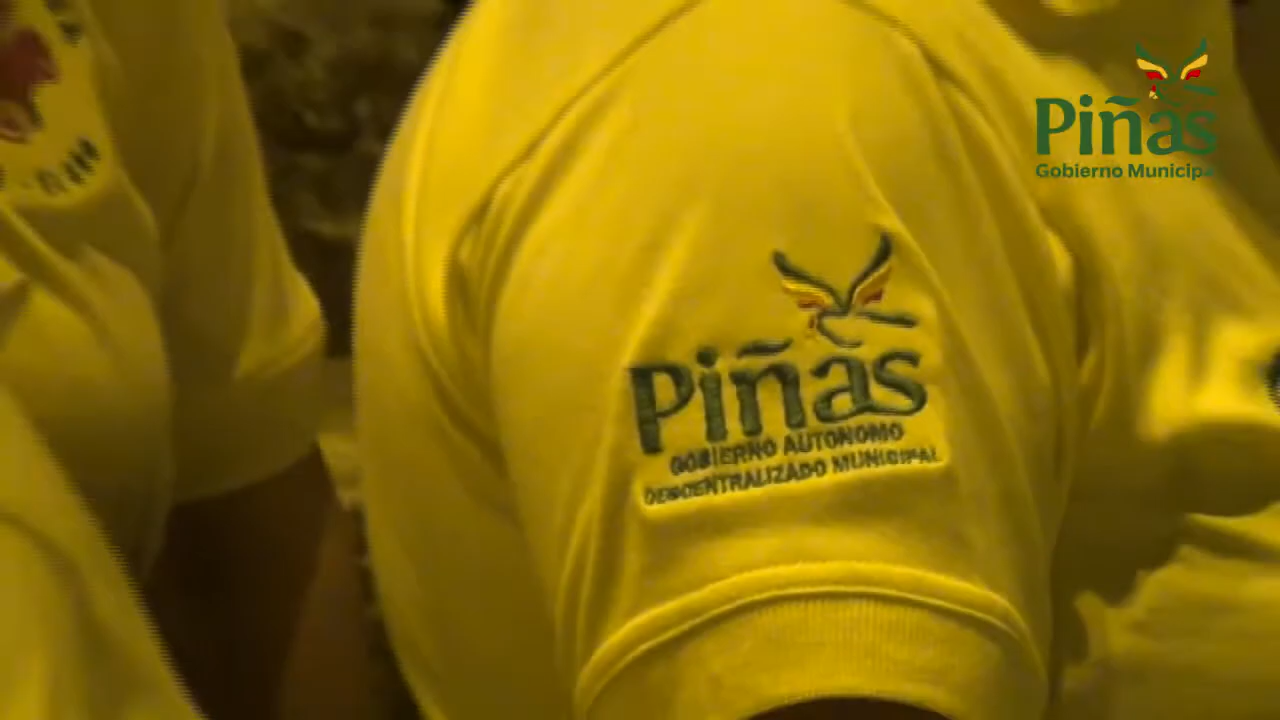 Piñas
Gobierno Municipa
Piñas
GOBIERNO AUTONOMO
DESCENTRALIZADO MUNICIPAL